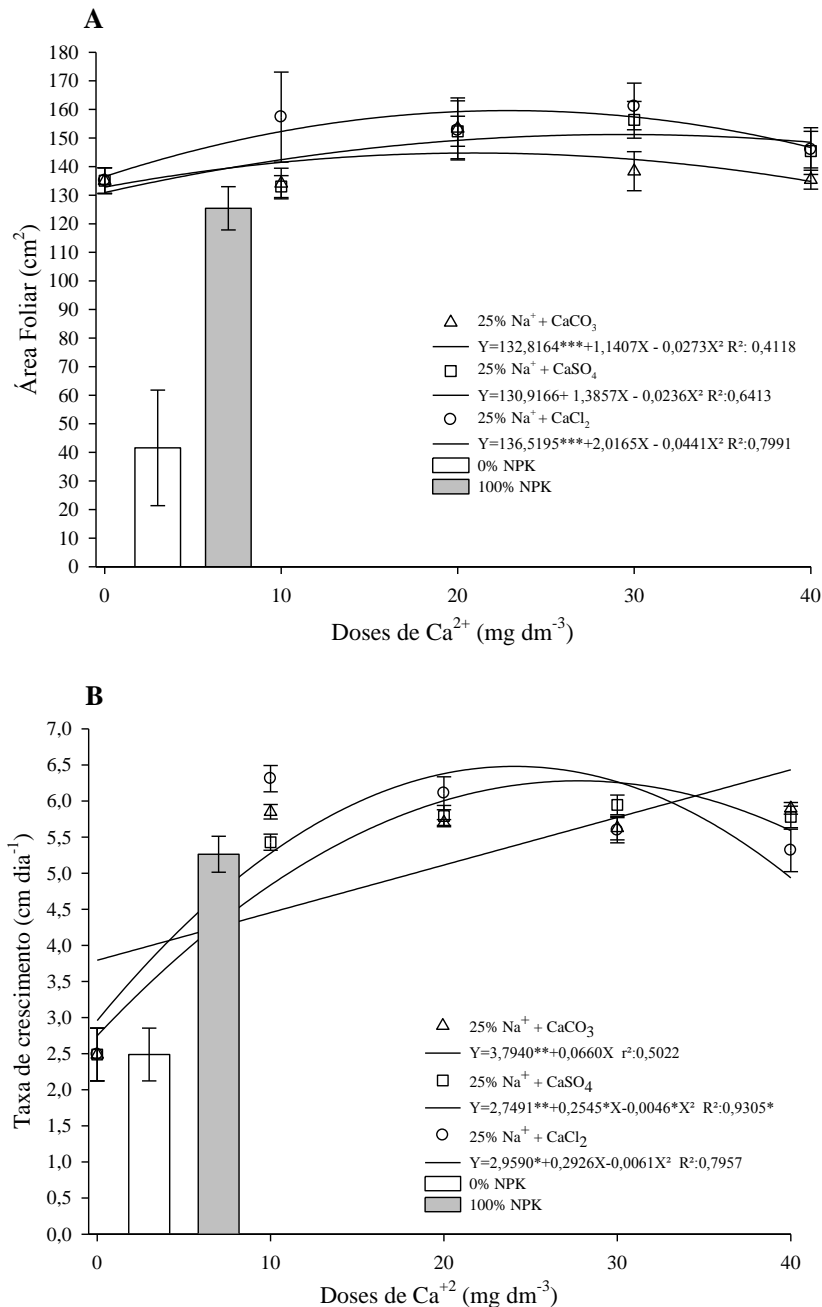 A
180
170
160
150
140
130
120
110
100
90
80
70
60
50
40
30
20
10
0
Área Foliar (cm²)
25% Na⁺ + CaCO₃
Y=132,8164***+1,1407X - 0,0273X² R²: 0,4118
25% Na⁺ + CaSO₄
Y=130,9166+ 1,3857X - 0,0236X² R²:0,6413
25% Na⁺ + CaCl₂
Y=136,5195***+2,0165X - 0,0441X² R²:0,7991
0% NPK
100% NPK
0 10 20 30 40
Doses de Ca²⁺ (mg dm⁻³)
B
7,0
6,5
6,0
5,5
5,0
4,5
4,0
3,5
3,0
2,5
2,0
1,5
1,0
0,5
0,0
Taxa de crescimento (cm dia⁻¹)
25% Na⁺ + CaCO₃
Y=3,7940**+0,0660X r²:0,5022
25% Na⁺ + CaSO₄
Y=2,7491**+0,2545*X-0,0046*X² R²:0,9305*
25% Na⁺ + CaCl₂
Y=2,9590*+0,2926X-0,0061X² R²:0,7957
0% NPK
100% NPK
0 10 20 30 40
Doses de Ca⁺² (mg dm⁻³)